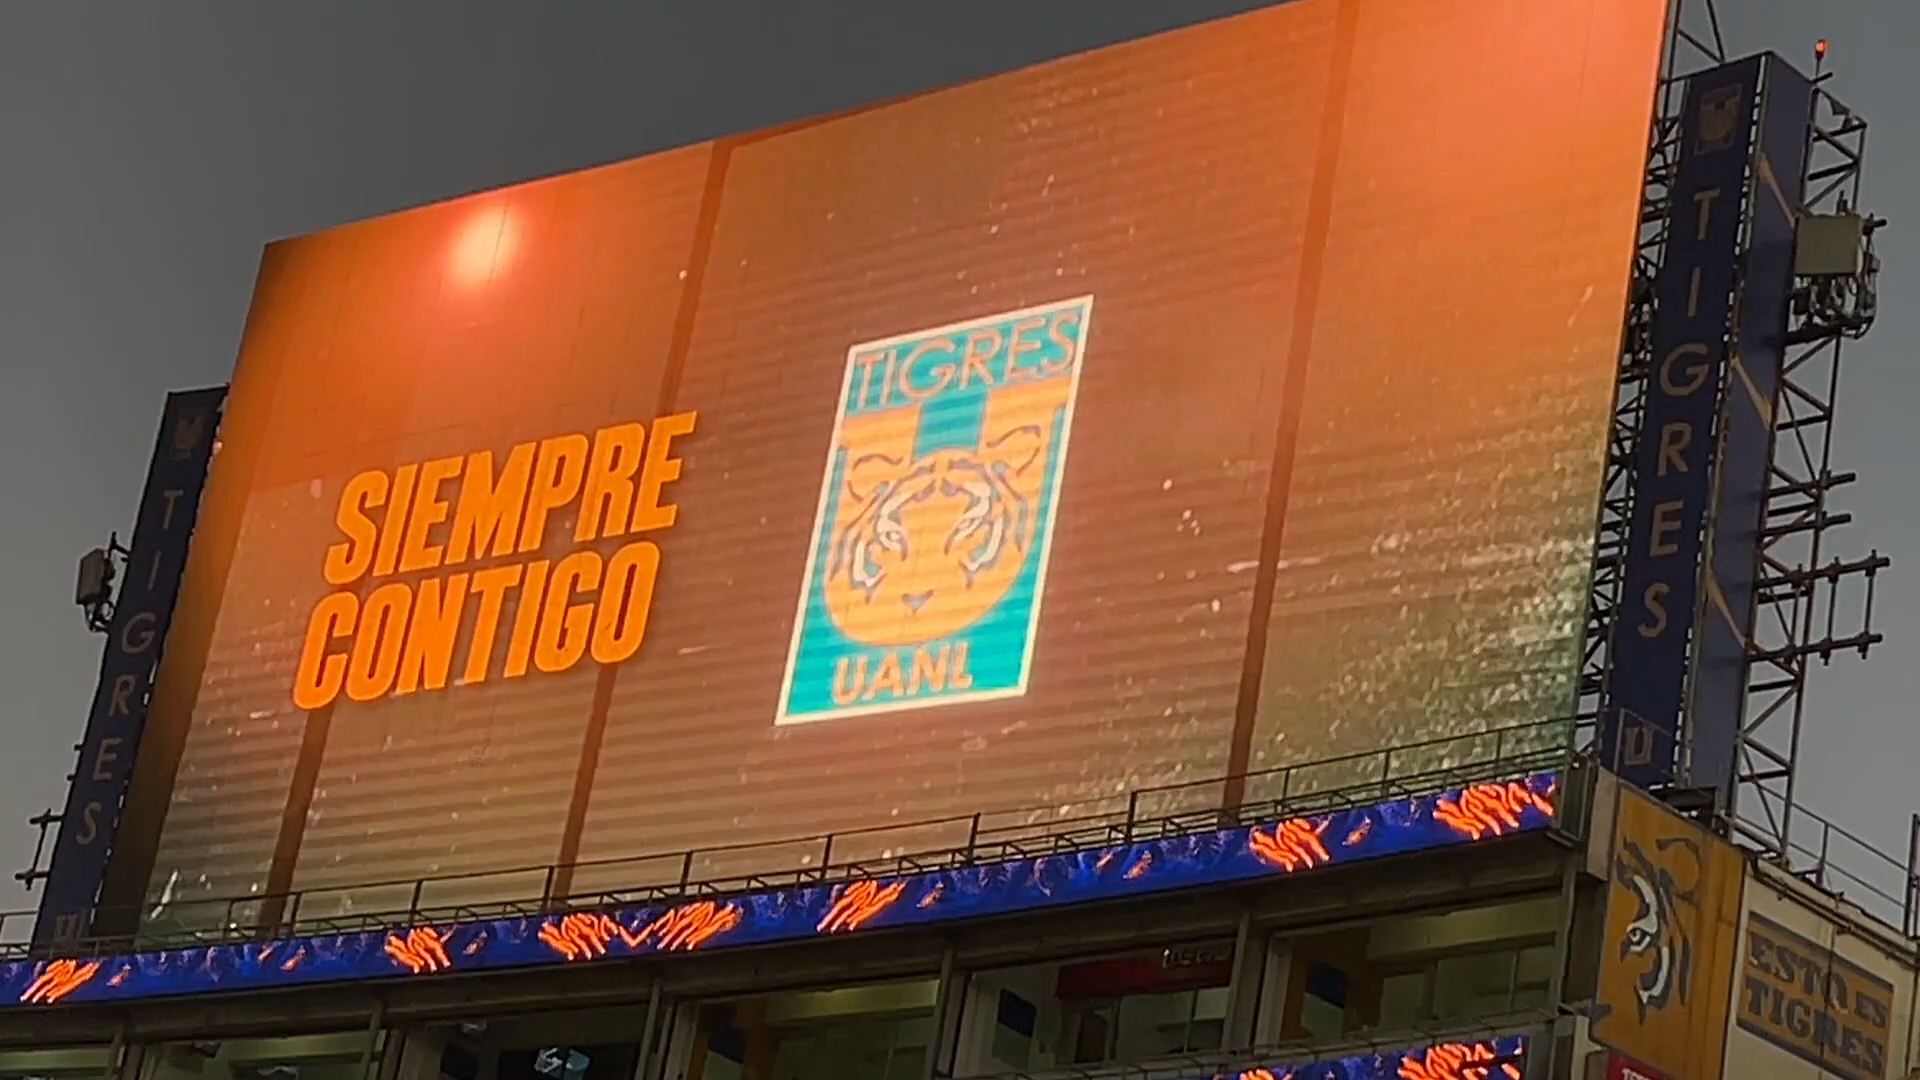 SIEMPRE
CONTIGO
TIGRES
UANL
TIGRES
TIGRES
U
ESTO ES
TIGRES